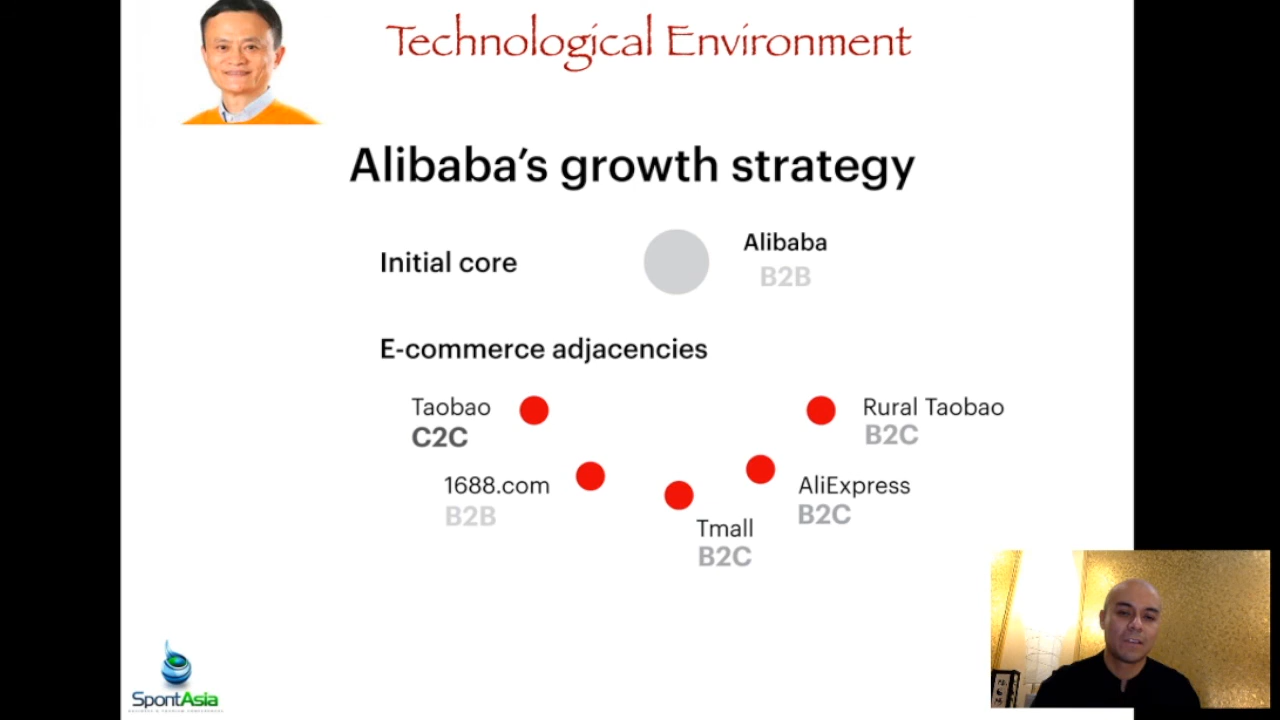 Technological Environment
Alibaba's growth strategy
Initial core
Alibaba
B2B
E-commerce adjacencies
Taobao
C2C
Rural Taobao
B2C
1688.com
B2B
AliExpress
B2C
Tmall
B2C
SpontAsia